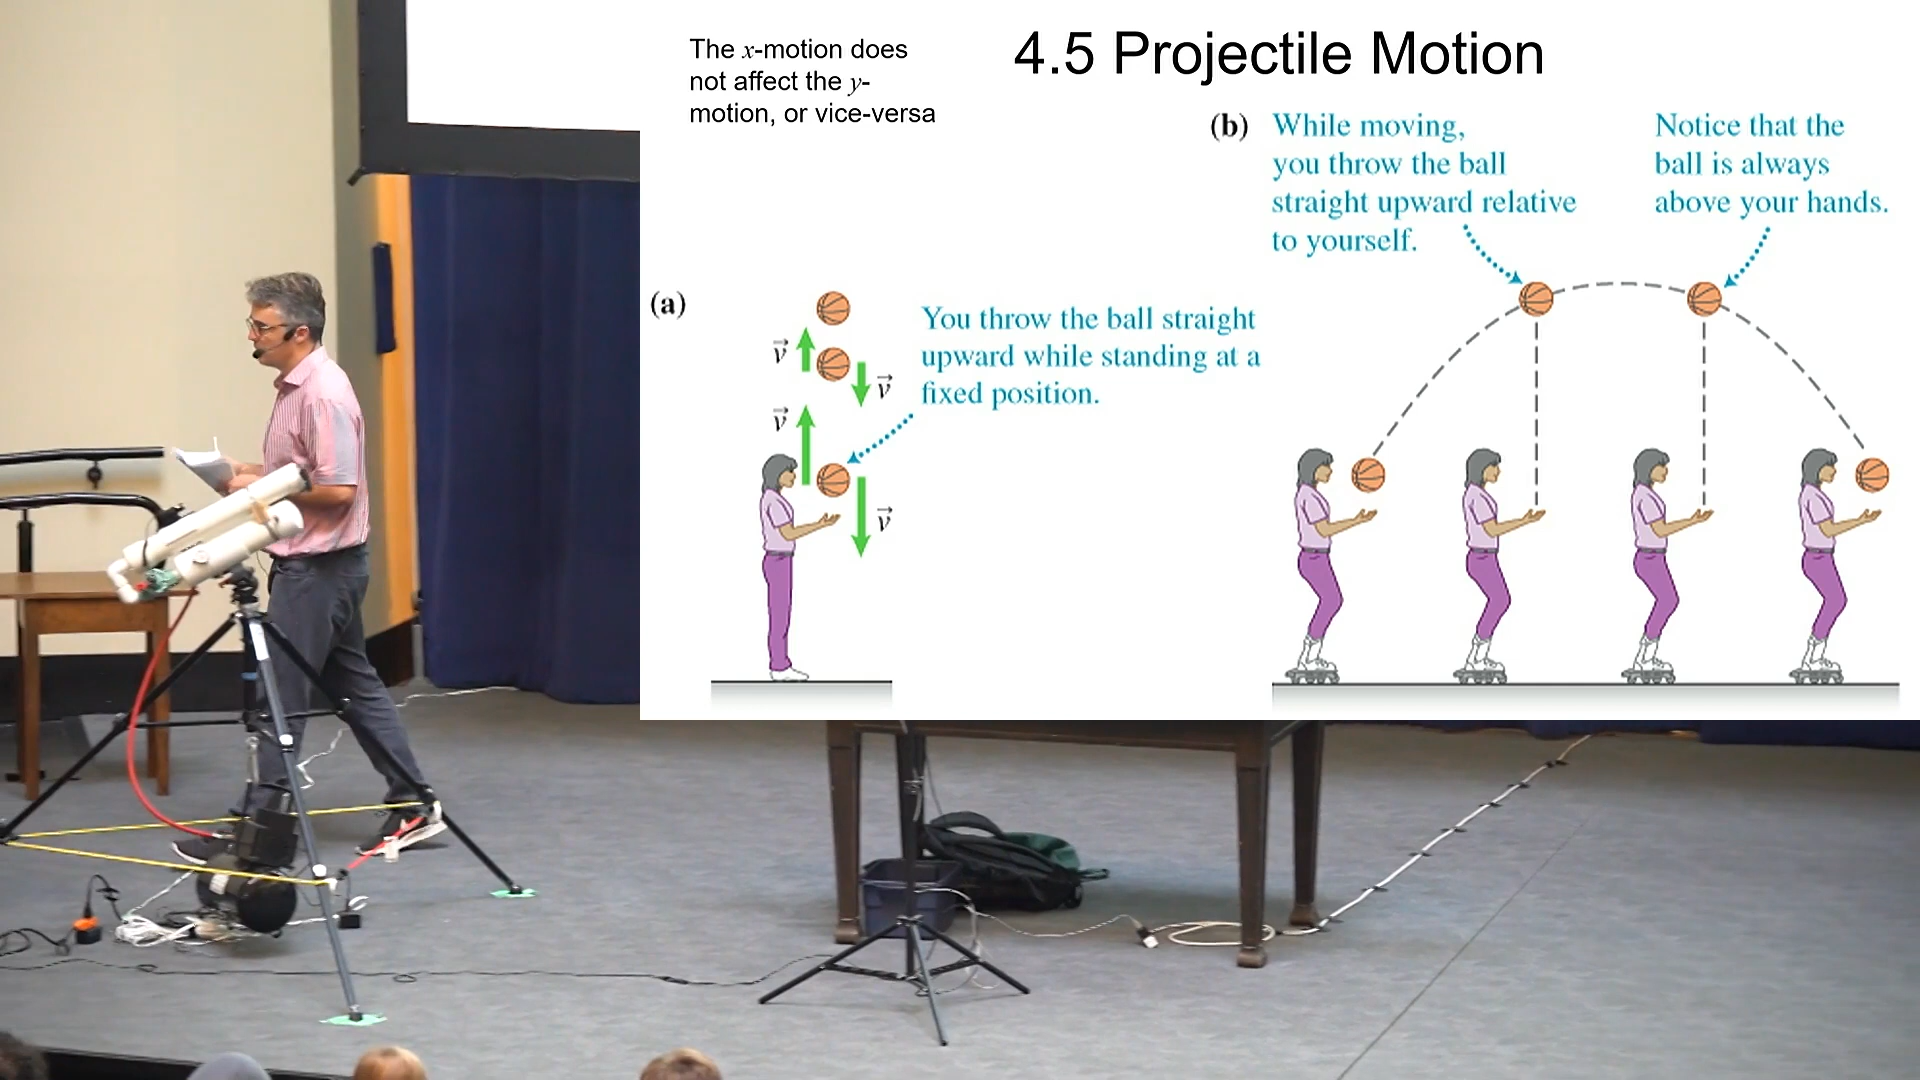 The x-motion does
not affect the y-
motion, or vice-versa
4.5 Projectile Motion
(b) While moving,
you throw the ball
straight upward relative
to yourself.
Notice that the
ball is always
above your hands.
(a)
You throw the ball straight
upward while standing at a
fixed position.
v⃗
v⃗
v⃗
v⃗